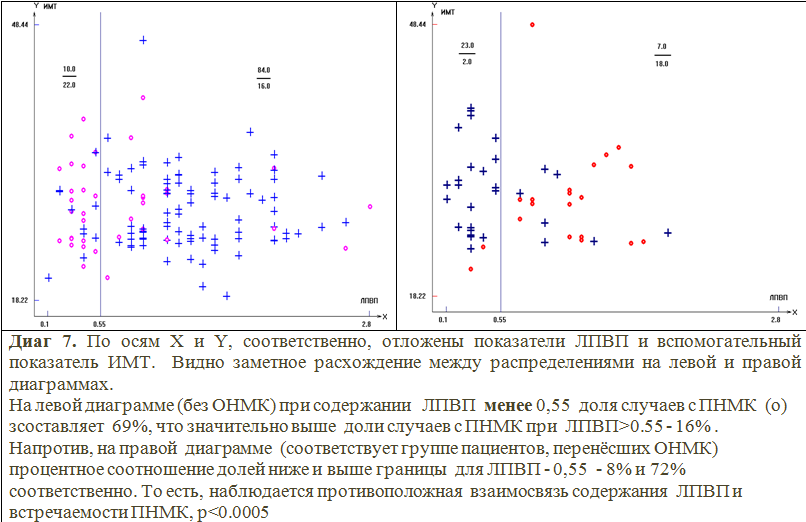 Y ИМТ
48.44
10.0
22.0
84.0
16.0
18.22
ЛПВП
X
0.1
0.55
2.8
Y ИМТ
48.44
23.0
2.0
7.0
18.0
18.22
ЛПВП
X
0.1
0.55
2.8
Диаг 7. По осям X и Y, соответственно, отложены показатели ЛПВП и вспомогательный
показатель ИМТ. Видно заметное расхождение между распределениями на левой и правой
диаграммах.
На левой диаграмме (без ОНМК) при содержании ЛПВП менее 0,55 доля случаев с ПНМК (о)
зсоставляет 69%, что значительно выше доли случаев с ПНМК при ЛПВП>0.55 - 16% .
Напротив, на правой диаграмме (соответствует группе пациентов, перенёсших ОНМК)
процентное соотношение долей ниже и выше границы для ЛПВП - 0,55 - 8% и 72%
соответственно. То есть, наблюдается противоположная взаимосвязь содержания ЛПВП и
встречаемости ПНМК, p<0.0005